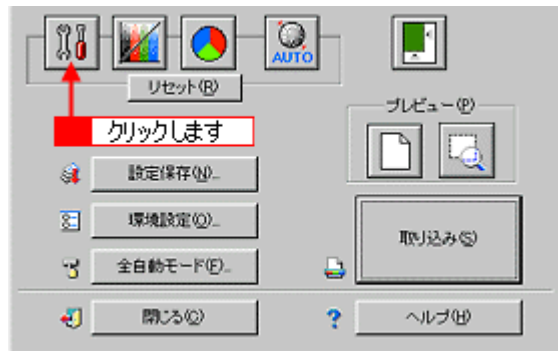 AUTO
リセット(R)
プレビュー(P)
クリックします
設定保存(N)...
環境設定(O)...
取り込み(S)
全自動モード(F)...
閉じる(C)
ヘルプ(H)